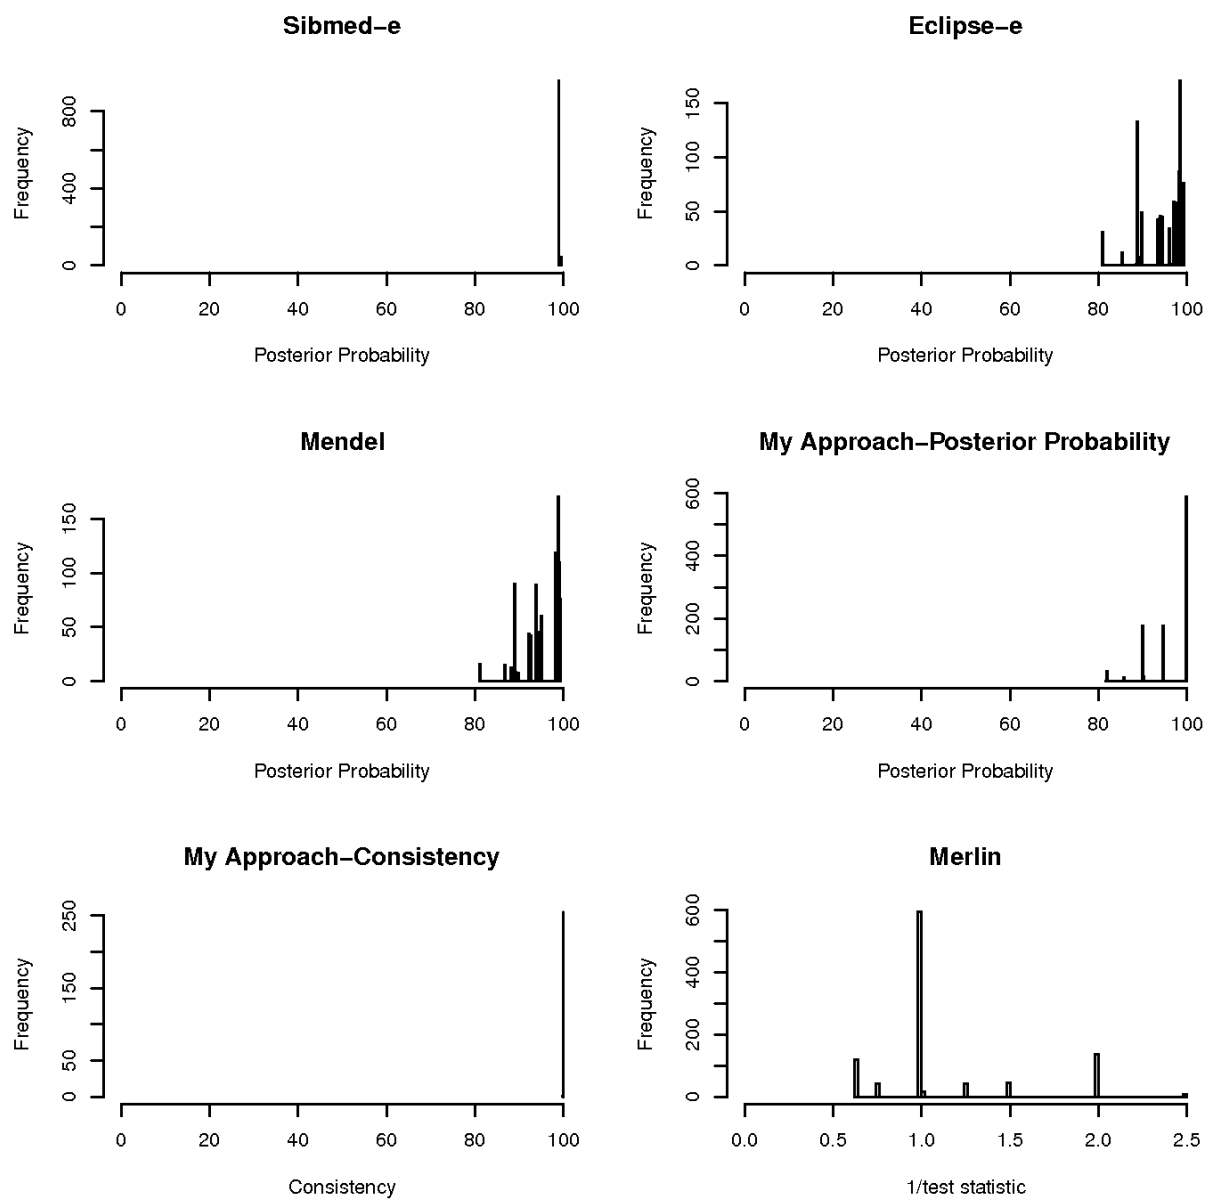 Sibmed−e
Frequency
800
400
0
0 20 40 60 80 100
Posterior Probability
Eclipse−e
Frequency
150
100
50
0
0 20 40 60 80 100
Posterior Probability
Mendel
Frequency
150
100
50
0
0 20 40 60 80 100
Posterior Probability
My Approach−Posterior Probability
Frequency
600
400
200
0
0 20 40 60 80 100
Posterior Probability
My Approach−Consistency
Frequency
250
150
50
0
0 20 40 60 80 100
Consistency
Merlin
Frequency
600
400
200
0
0.0 0.5 1.0 1.5 2.0 2.5
1/test statistic